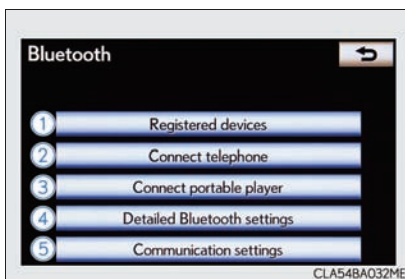 Bluetooth
1 Registered devices
2 Connect telephone
3 Connect portable player
4 Detailed Bluetooth settings
5 Communication settings
CLA54BA032ME